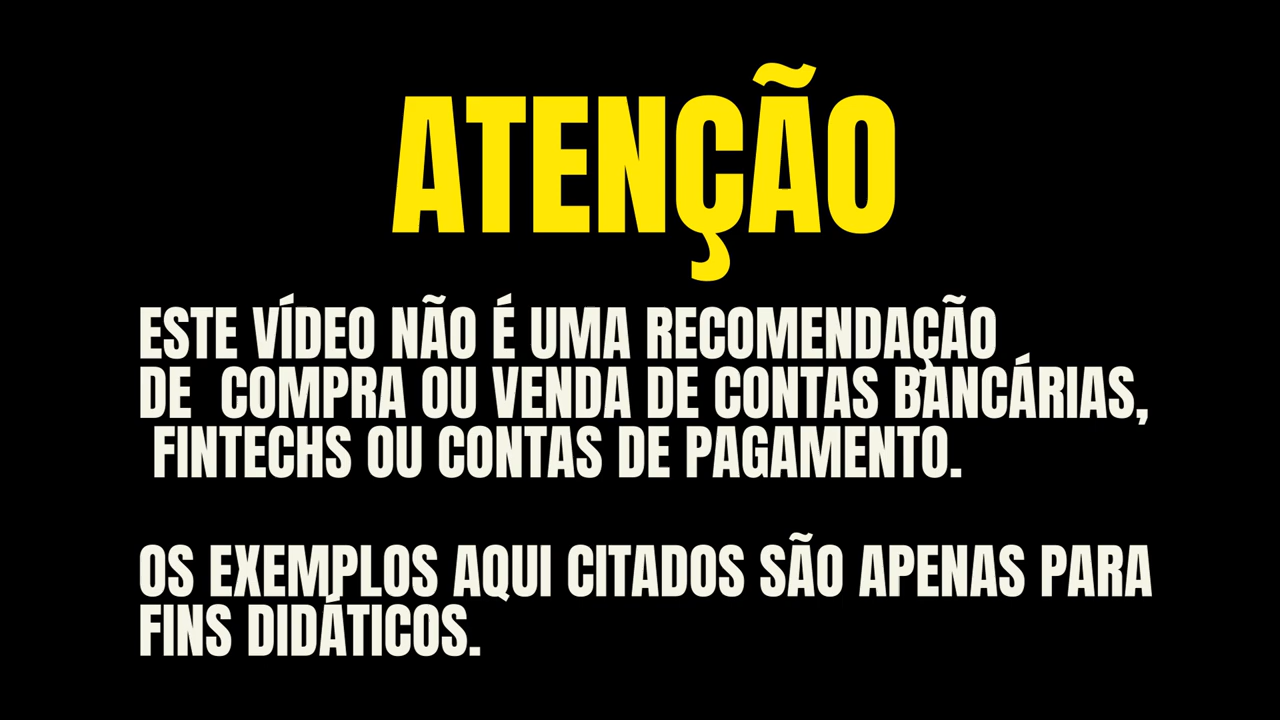 ATENÇÃO
ESTE VÍDEO NÃO É UMA RECOMENDAÇÃO
DE COMPRA OU VENDA DE CONTAS BANCÁRIAS,
FINTECHS OU CONTAS DE PAGAMENTO.
OS EXEMPLOS AQUI CITADOS SÃO APENAS PARA
FINS DIDÁTICOS.